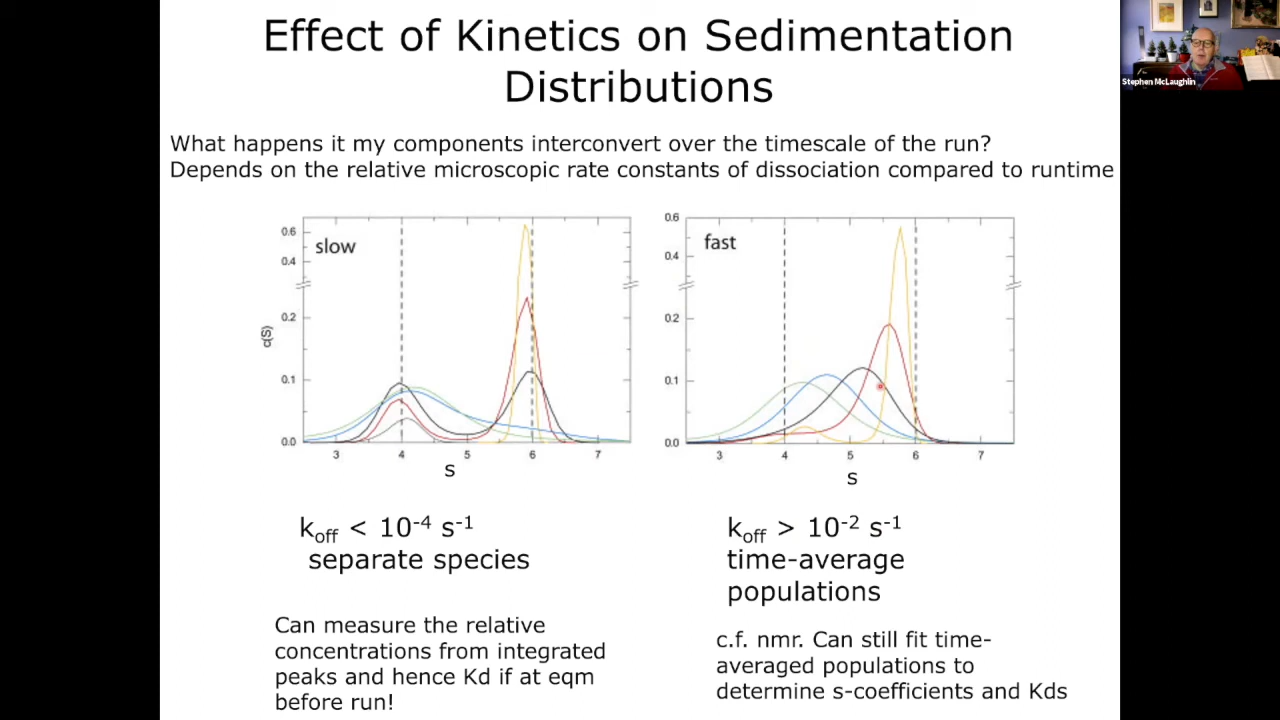 Effect of Kinetics on Sedimentation
Distributions
Stephen McLaughlin
What happens it my components interconvert over the timescale of the run?
Depends on the relative microscopic rate constants of dissociation compared to runtime
slow
0.6
0.4
0.2
0.1
0.0
c(S)
3 4 5 6 7
s
fast
0.6
0.4
0.2
0.1
0.0
3 4 5 6 7
s
koff < 10-4 s-1
separate species
Can measure the relative
concentrations from integrated
peaks and hence Kd if at eqm
before run!
koff > 10-2 s-1
time-average
populations
c.f. nmr. Can still fit time-
averaged populations to
determine s-coefficients and Kds